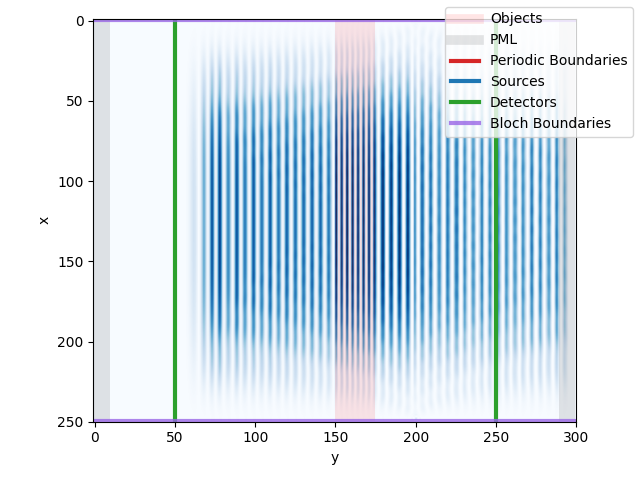 Objects
PML
Periodic Boundaries
Sources
Detectors
Bloch Boundaries
0
50
100
150
200
250
x
0 50 100 150 200 250 300
y